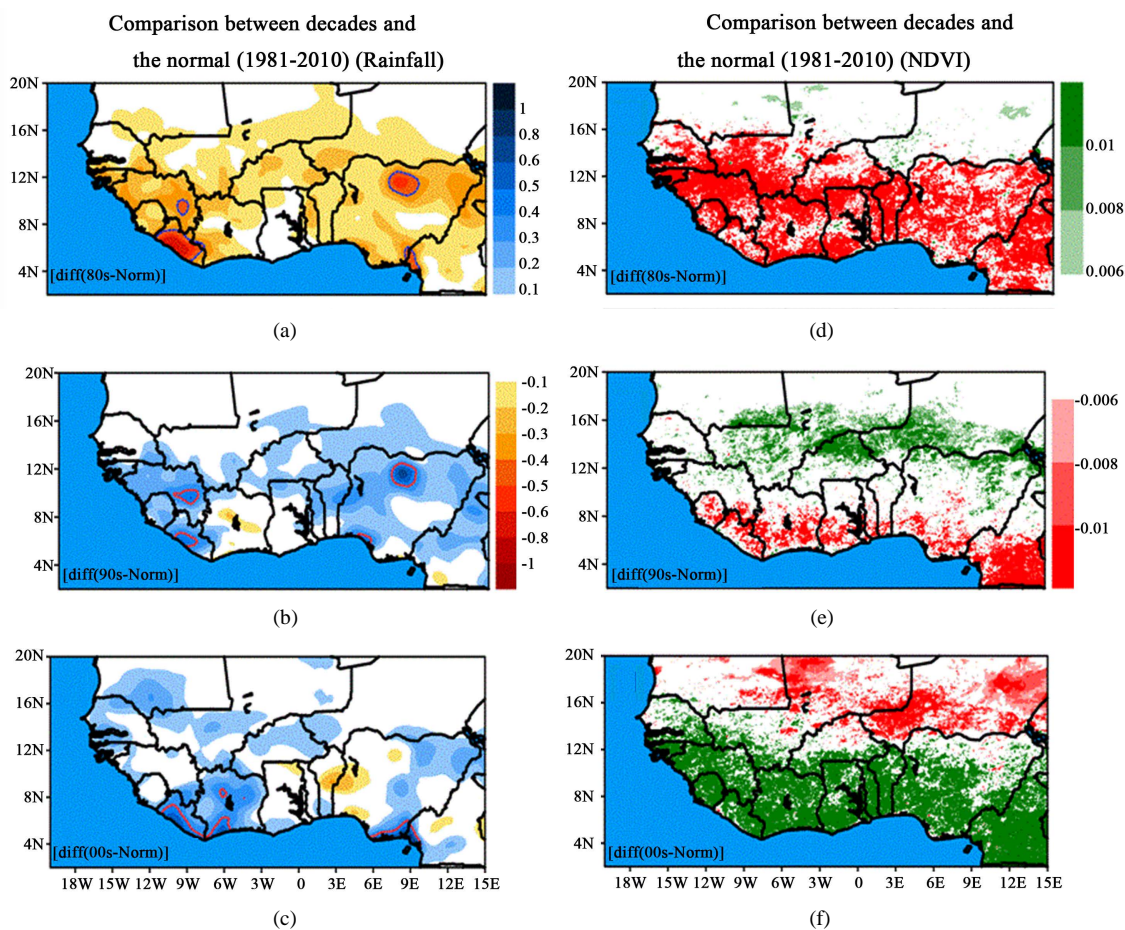 Comparison between decades and
the normal (1981-2010) (Rainfall)
20N
16N
12N
8N
4N
[diff(80s-Norm)]
1
0.8
0.6
0.5
0.4
0.3
0.2
0.1
(a)
Comparison between decades and
the normal (1981-2010) (NDVI)
20N
16N
12N
8N
4N
[diff(80s-Norm)]
0.01
0.008
0.006
(d)
20N
16N
12N
8N
4N
[diff(90s-Norm)]
-0.1
-0.2
-0.3
-0.4
-0.5
-0.6
-0.8
-1
(b)
20N
16N
12N
8N
4N
[diff(90s-Norm)]
-0.006
-0.008
-0.01
(e)
20N
16N
12N
8N
4N
[diff(00s-Norm)]
18W 15W 12W 9W 6W 3W 0 3E 6E 9E 12E 15E
(c)
20N
16N
12N
8N
4N
[diff(00s-Norm)]
18W 15W 12W 9W 6W 3W 0 3E 6E 9E 12E 15E
(f)